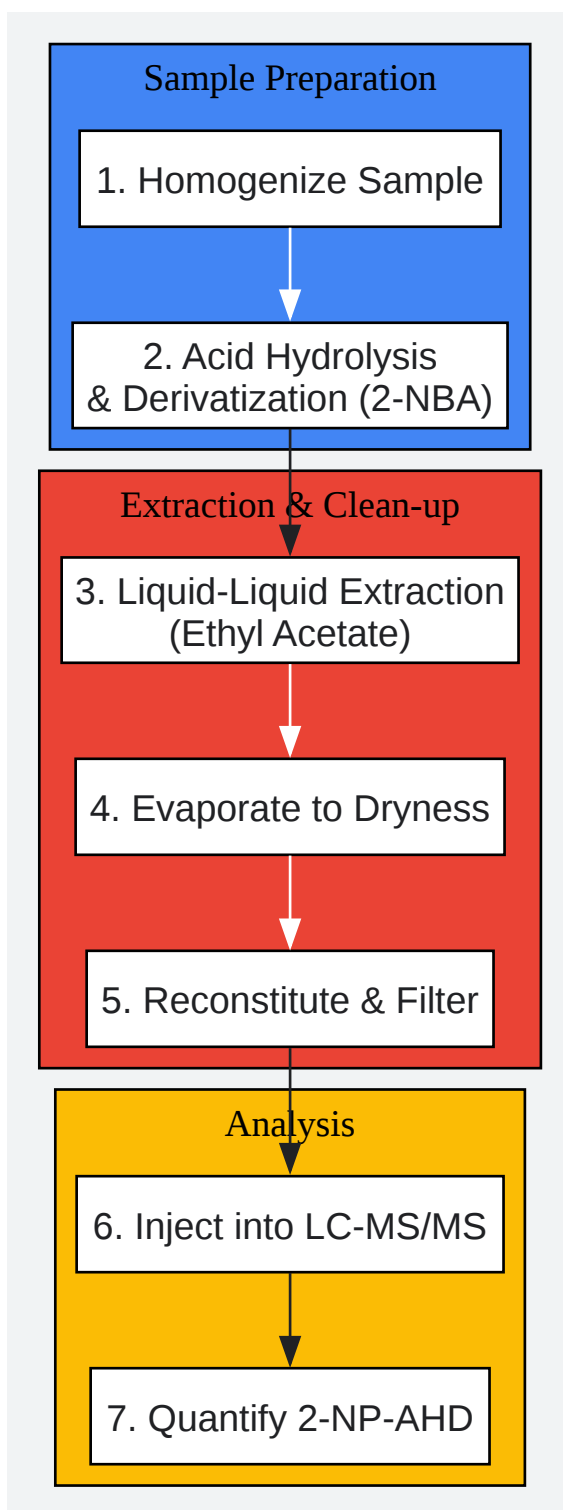 Sample Preparation
1. Homogenize Sample
2. Acid Hydrolysis
& Derivatization (2-NBA)
Extraction & Clean-up
3. Liquid-Liquid Extraction
(Ethyl Acetate)
4. Evaporate to Dryness
5. Reconstitute & Filter
Analysis
6. Inject into LC-MS/MS
7. Quantify 2-NP-AHD